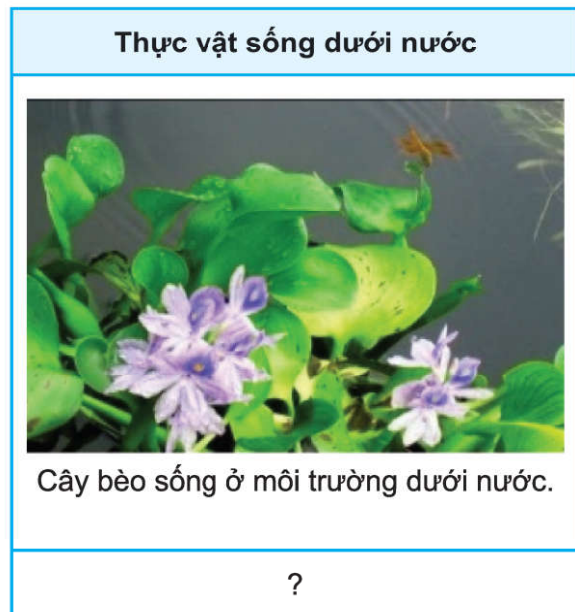 Thực vật sống dưới nước
Cây bèo sống ở môi trường dưới nước.
?